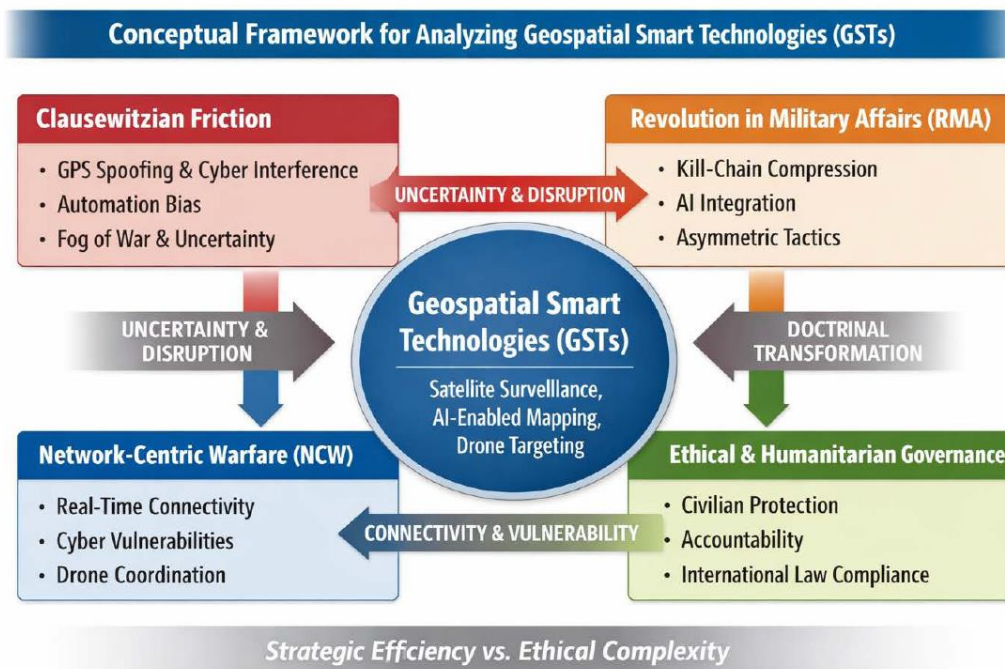 Conceptual Framework for Analyzing Geospatial Smart Technologies (GSTs)
Clausewitzian Friction
• GPS Spoofing & Cyber Interference
• Automation Bias
• Fog of War & Uncertainty
UNCERTAINTY & DISRUPTION
Revolution in Military Affairs (RMA)
• Kill-Chain Compression
• AI Integration
• Asymmetric Tactics
UNCERTAINTY &
DISRUPTION
Geospatial Smart
Technologies (GSTs)
Satellite Survelllance,
AI-Enabled Mapping,
Drone Targeting
DOCTRINAL
TRANSFORMATION
Network-Centric Warfare (NCW)
• Real-Time Connectivity
• Cyber Vulnerabilities
• Drone Coordination
CONNECTIVITY & VULNERABILITY
Ethical & Humanitarian Governance
• Civilian Protection
• Accountability
• International Law Compliance
Strategic Effciency vs. Ethical Complexity